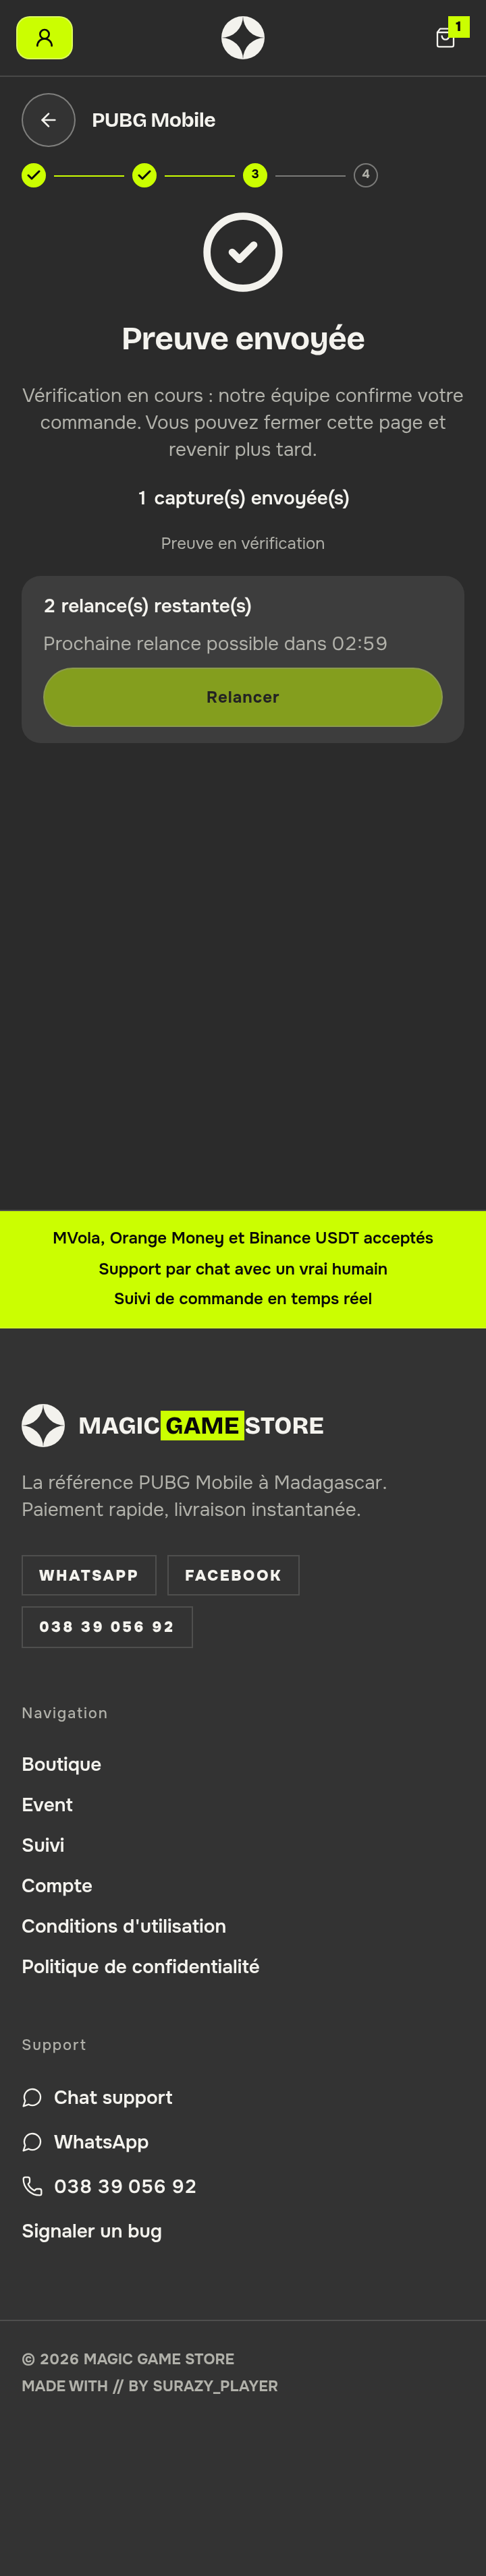 1
PUBG Mobile
3
4
Preuve envoyée
Vérification en cours : notre équipe confirme votre
commande. Vous pouvez fermer cette page et
revenir plus tard.
1 capture(s) envoyée(s)
Preuve en vérification
2 relance(s) restante(s)
Prochaine relance possible dans 02:59
Relancer
MVola, Orange Money et Binance USDT acceptés
Support par chat avec un vrai humain
Suivi de commande en temps réel
MAGIC GAME STORE
La référence PUBG Mobile à Madagascar.
Paiement rapide, livraison instantanée.
WHATSAPP FACEBOOK
038 39 056 92
Navigation
Boutique
Event
Suivi
Compte
Conditions d'utilisation
Politique de confidentialité
Support
Chat support
WhatsApp
038 39 056 92
Signaler un bug
© 2026 MAGIC GAME STORE
MADE WITH // BY SURAZY_PLAYER